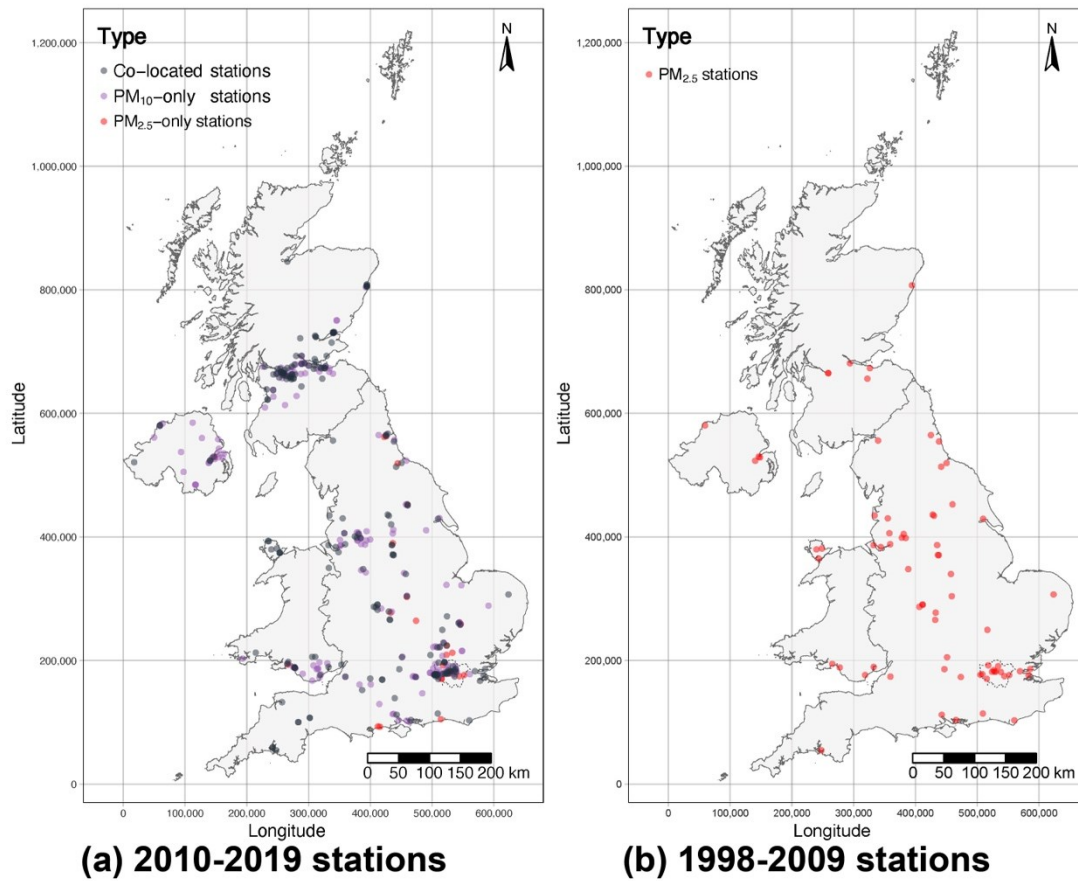 Type
Co-located stations
PM10-only stations
PM2.5-only stations
N
1,200,000
1,000,000
800,000
600,000
400,000
200,000
0
Latitude
0 50 100 150 200 km
0 100,000 200,000 300,000 400,000 500,000 600,000
Longitude
(a) 2010-2019 stations
Type
PM2.5 stations
N
1,200,000
1,000,000
800,000
600,000
400,000
200,000
0
Latitude
0 50 100 150 200 km
0 100,000 200,000 300,000 400,000 500,000 600,000
Longitude
(b) 1998-2009 stations